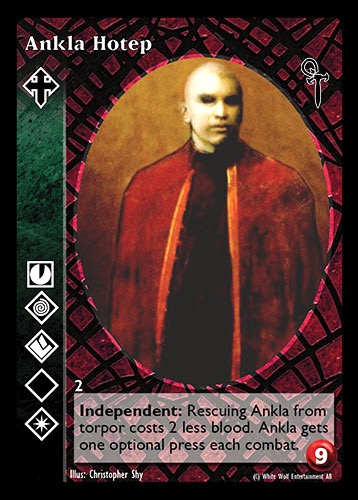 Ankla Hotep
2
Independent: Rescuing Ankla from
torpor costs 2 less blood. Ankla gets
one optional press each combat.
9
Illus: Christopher Shy
(C) White Wolf Entertainment AB